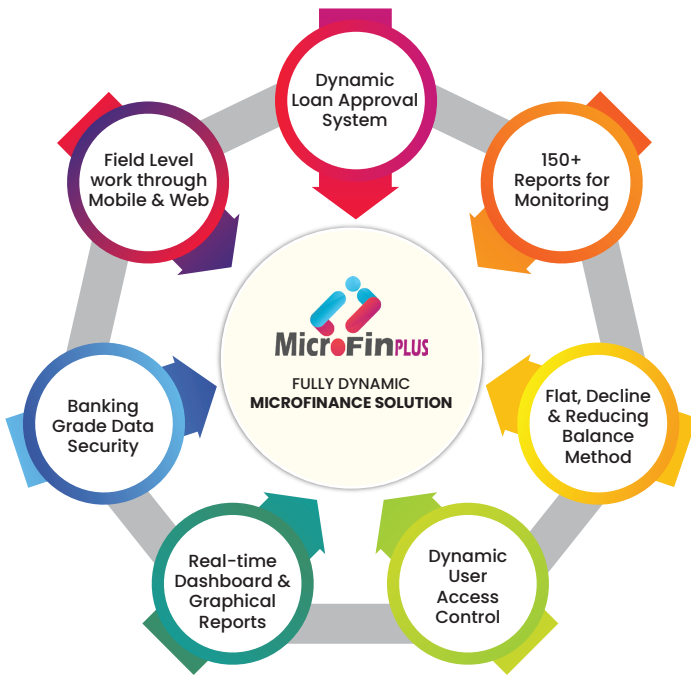 Dynamic
Loan Approval
System
150+
Reports for
Monitoring
Flat, Decline
& Reducing
Balance
Method
Dynamic
User
Access
Control
Real-time
Dashboard &
Graphical
Reports
Banking
Grade Data
Security
Field Level
work through
Mobile & Web
MicroFinPLUS
FULLY DYNAMIC
MICROFINANCE SOLUTION